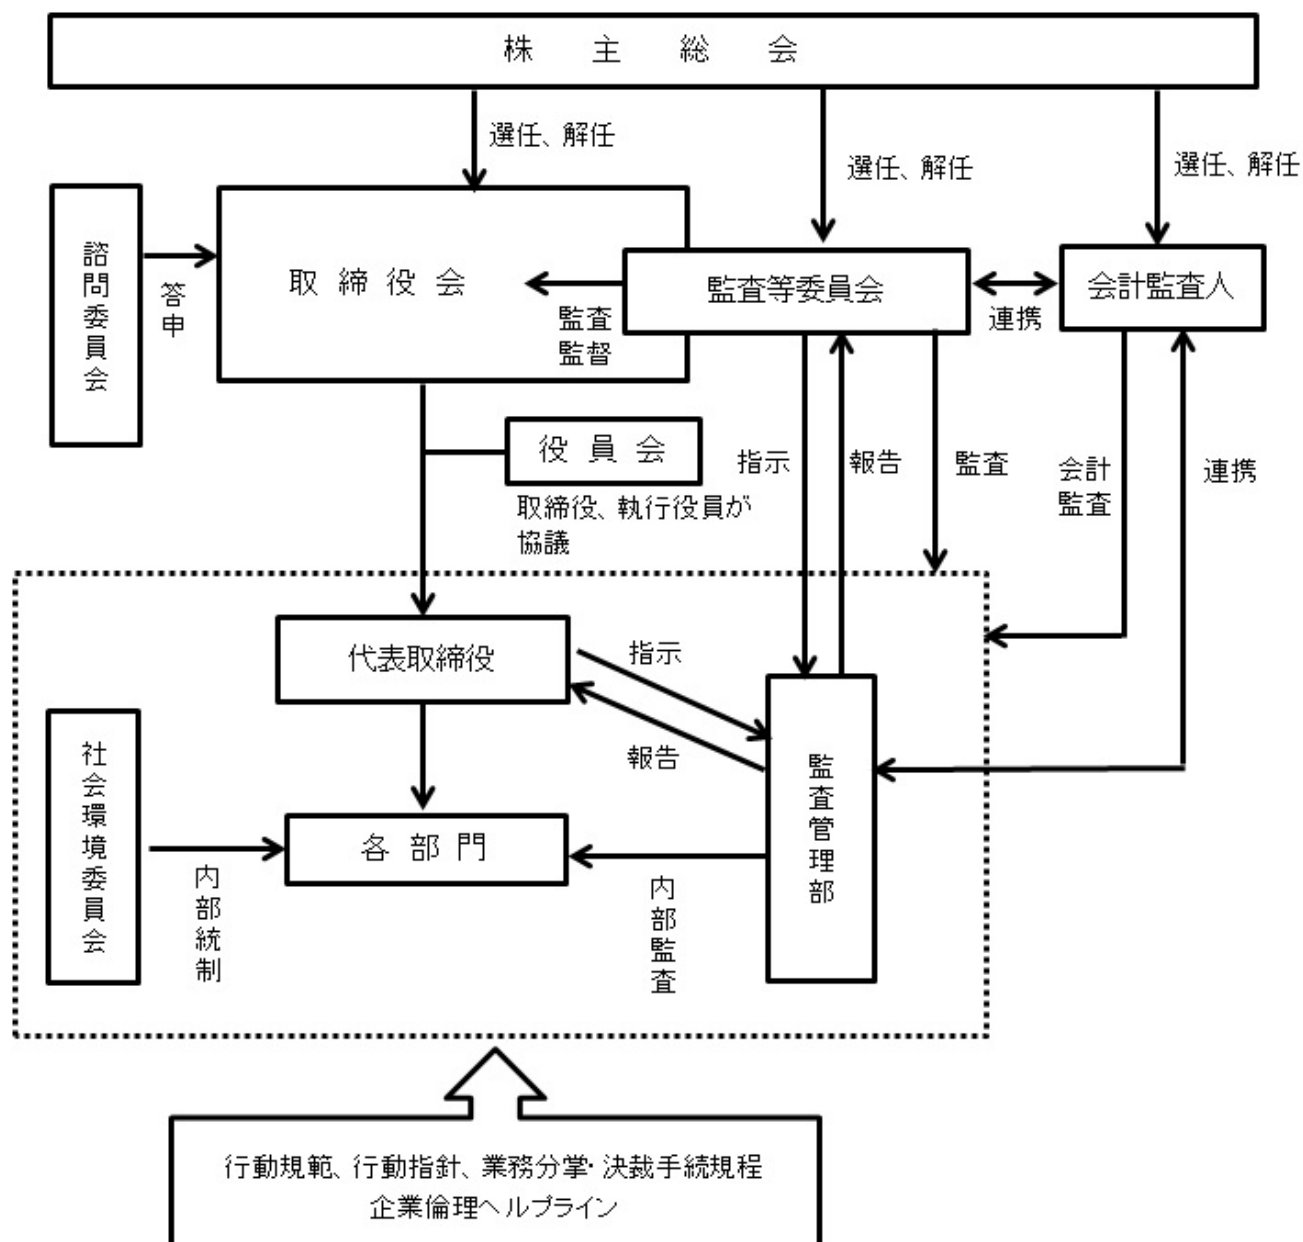 株主総会
選任、解任
選任、解任
選任、解任
諮問委員会
答申
取締役会
監査等委員会
会計監査人
監査
監督
連携
役員会
取締役、執行役員が
協議
指示
報告
監査
会計
監査
連携
代表取締役
指示
報告
社会環境委員会
内部統制
各部門
内部監査
監査管理部
行動規範、行動指針、業務分掌・決裁手続規程
企業倫理ヘルプライン